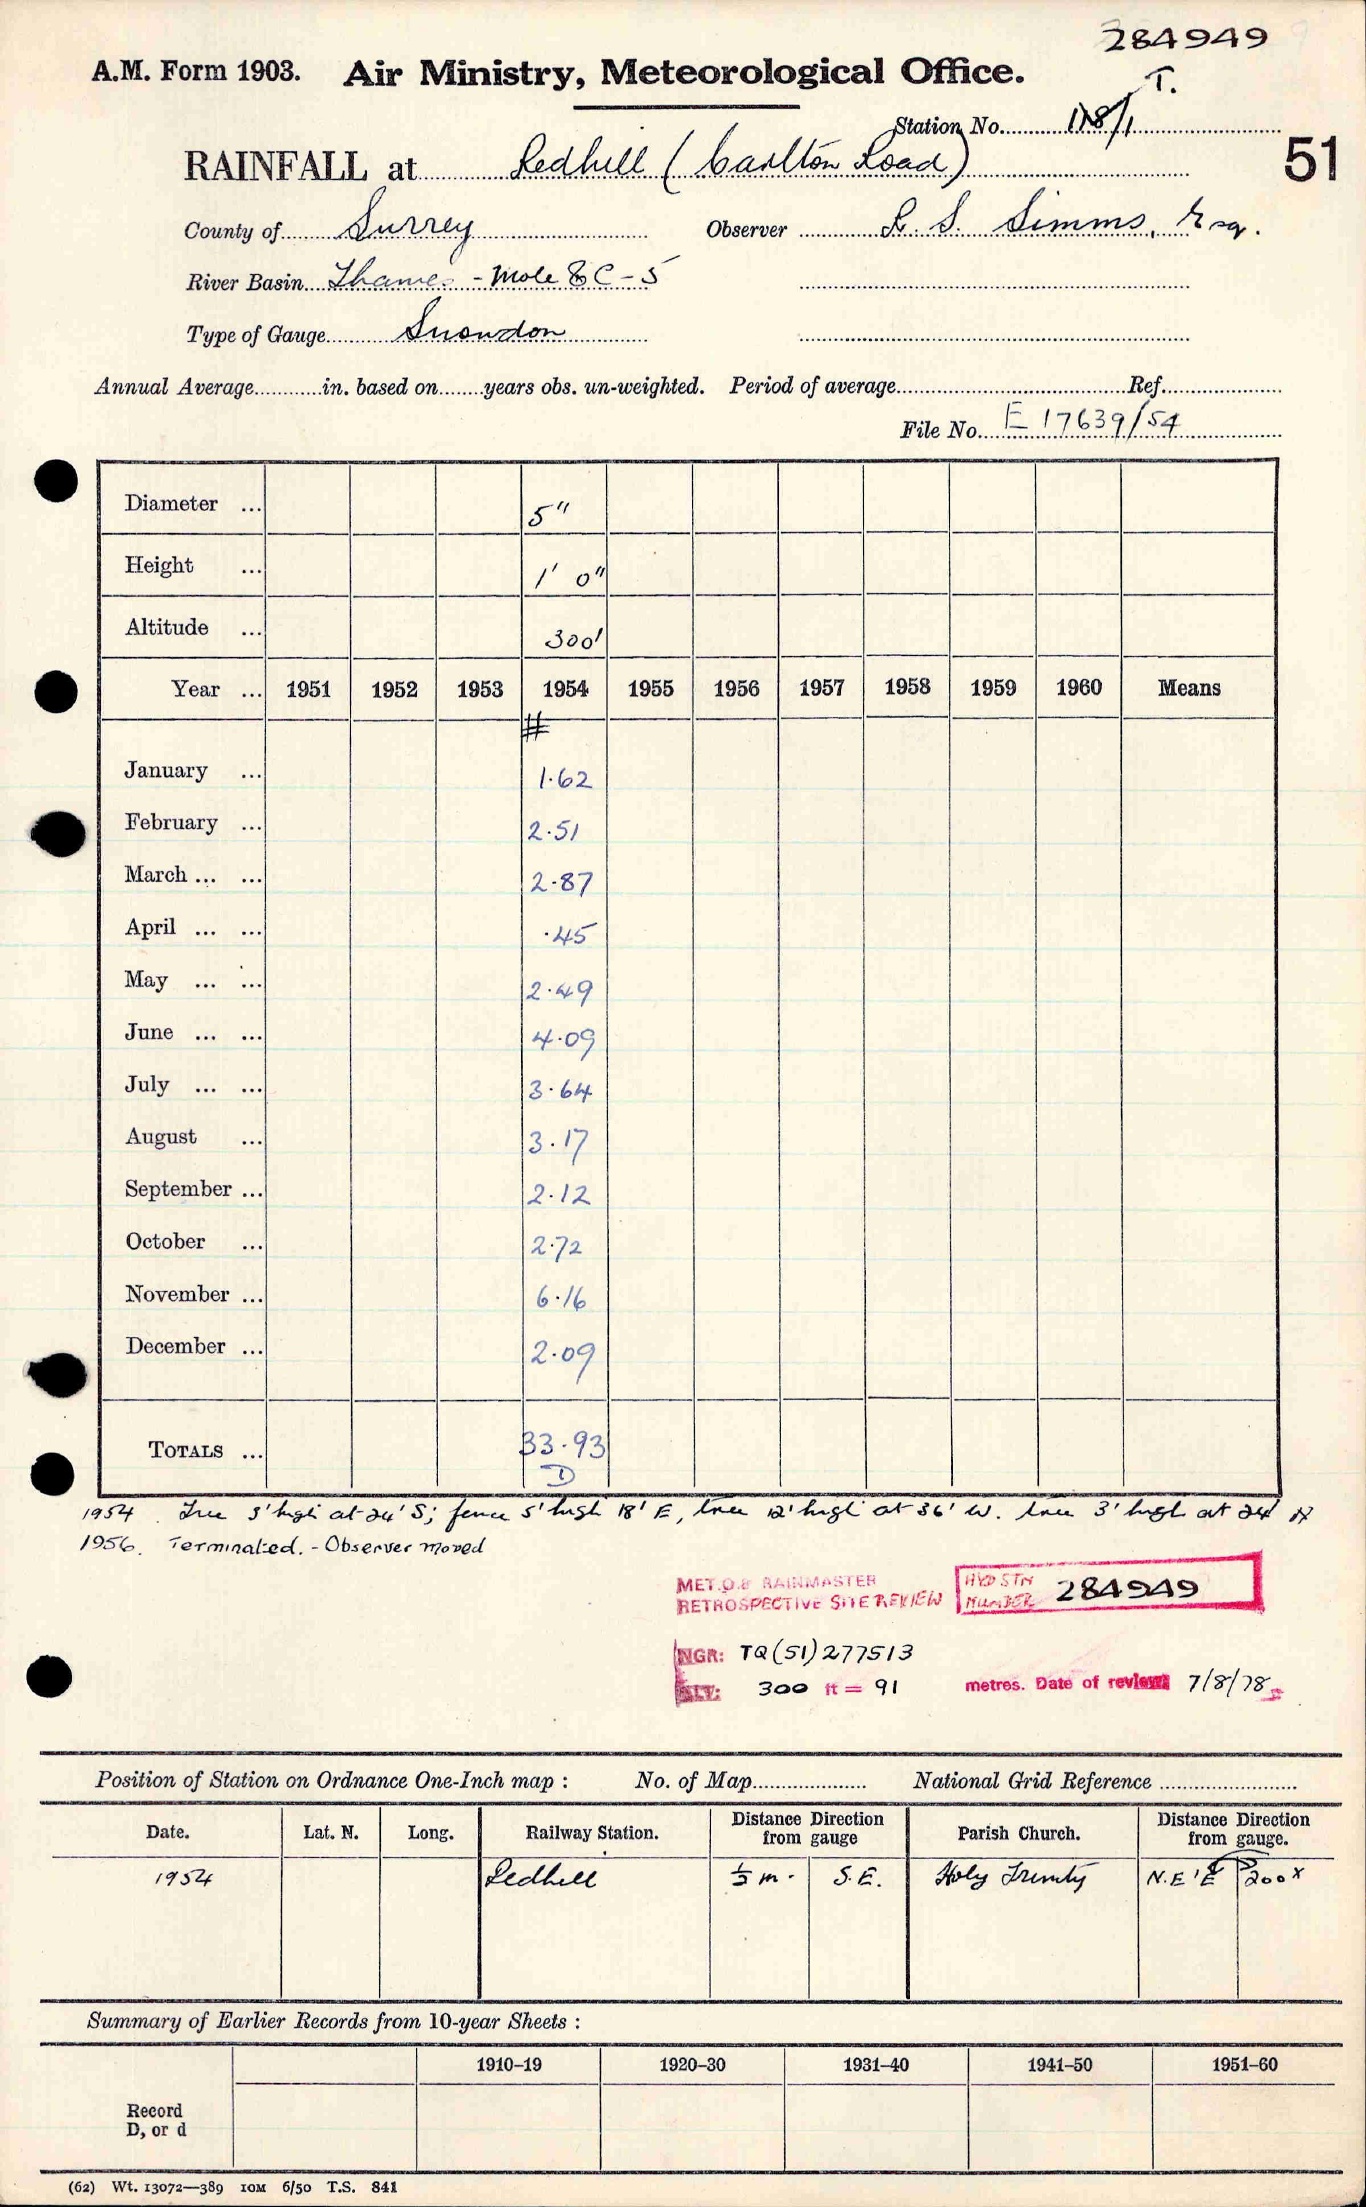 284949
A.M. Form 1903. Air Ministry, Meteorological Office.
T.
Station No. 118/1
RAINFALL at Redhill (Carlton Road)
51
County of Surrey Observer R. S. Simms, Esq.
River Basin Thames - Mole & C - 5
Type of Gauge Snowdon
Annual Average in. based on years obs. un-weighted. Period of average Ref.
File No. E 17639/54
Diameter ... 5"
Height ... 1' 0"
Altitude ... 300'
Year ... 1951 1952 1953 1954 1955 1956 1957 1958 1959 1960 Means
#
January ... 1.62
February ... 2.51
March ... ... 2.87
April ... ... .45
May ... ... 2.49
June ... ... 4.09
July ... ... 3.64
August ... 3.17
September ... 2.12
October ... 2.72
November ... 6.16
December ... 2.09
TOTALS ... 33.93
D
1954. Tree 3' high at 24' S; fence 5' high 18' E, tree 12' high at 36' W. tree 3' high at 24' N
1956. Terminated. - Observer moved
MET.O.8 RAINMASTER
RETROSPECTIVE SITE REVIEW
HYD STN
NUMBER 284949
NGR: TQ(51)277513
ALT: 300 ft = 91 metres. Date of review 7/8/78
Position of Station on Ordnance One-Inch map : No. of Map National Grid Reference
Date. Lat. N. Long. Railway Station. Distance Direction from gauge Parish Church. Distance Direction from gauge.
1954 Redhill 1/3 m. S.E. Holy Trinity N.E'E 200x
Summary of Earlier Records from 10-year Sheets :
1910–19 1920–30 1931–40 1941–50 1951–60
Record
D, or d
(62) Wt. 13072—389 10M 6/50 T.S. 841